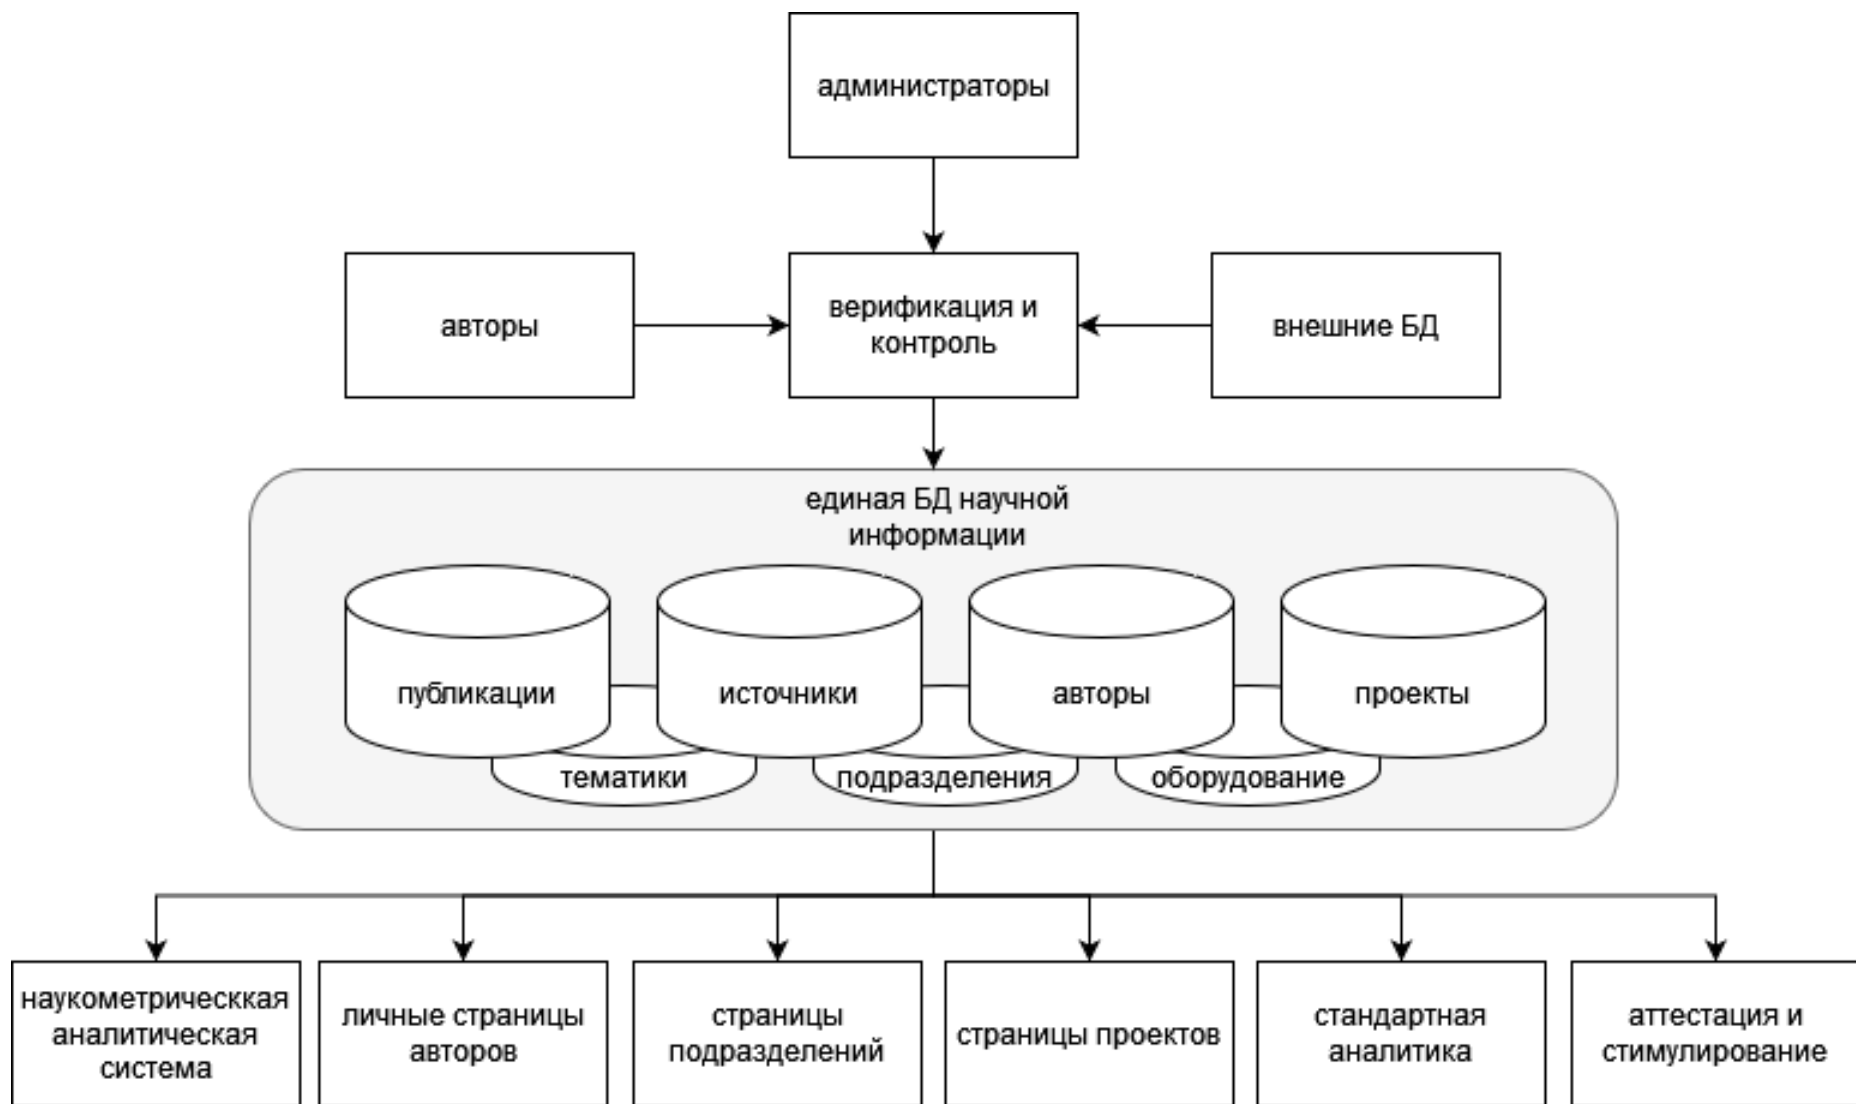 администраторы
авторы
верификация и
контроль
внешние БД
единая БД научной
информации
публикации
источники
авторы
проекты
тематики
подразделения
оборудование
наукометрическкая
аналитическая
система
личные страницы
авторов
страницы
подразделений
страницы проектов
стандартная
аналитика
аттестация и
стимулирование